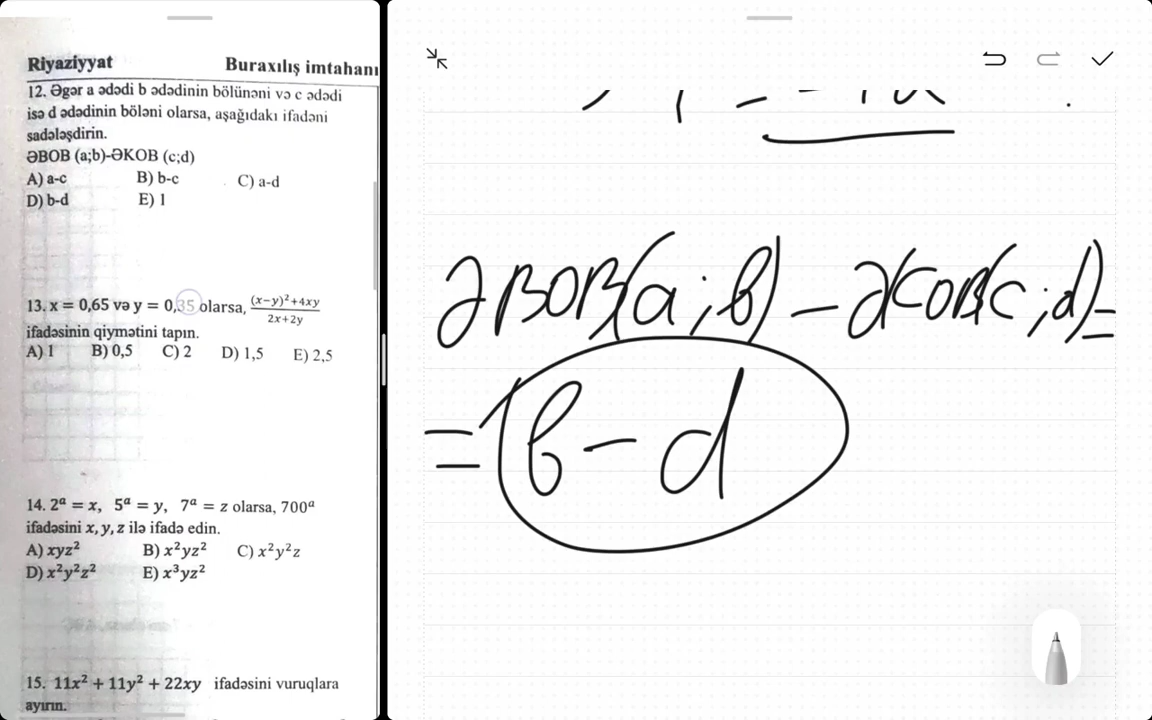 Riyaziyyat Buraxılış imtahanı
12. Əgər a ədədi b ədədinin bölünəni və c ədədi
isə d ədədinin böləni olarsa, aşağıdakı ifadəni
sadələşdirin.
ƏBOB (a;b)-ƏKOB (c;d)
A) a-c B) b-c C) a-d
D) b-d E) 1
13. x = 0,65 və y = 0,35 olarsa, \frac{(x-y)²+4xy}{2x+2y}
ifadəsinin qiymətini tapın.
A) 1 B) 0,5 C) 2 D) 1,5 E) 2,5
14. 2ᵃ = x, 5ᵃ = y, 7ᵃ = z olarsa, 700ᵃ
ifadəsini x, y, z ilə ifadə edin.
A) xyz² B) x²yz² C) x²y²z
D) x²y²z² E) x³yz²
15. 11x² + 11y² + 22xy ifadəsini vuruqlara
ayırın.
ƏBOB(a;b) – ƏKOB(c;d) =
= b – d